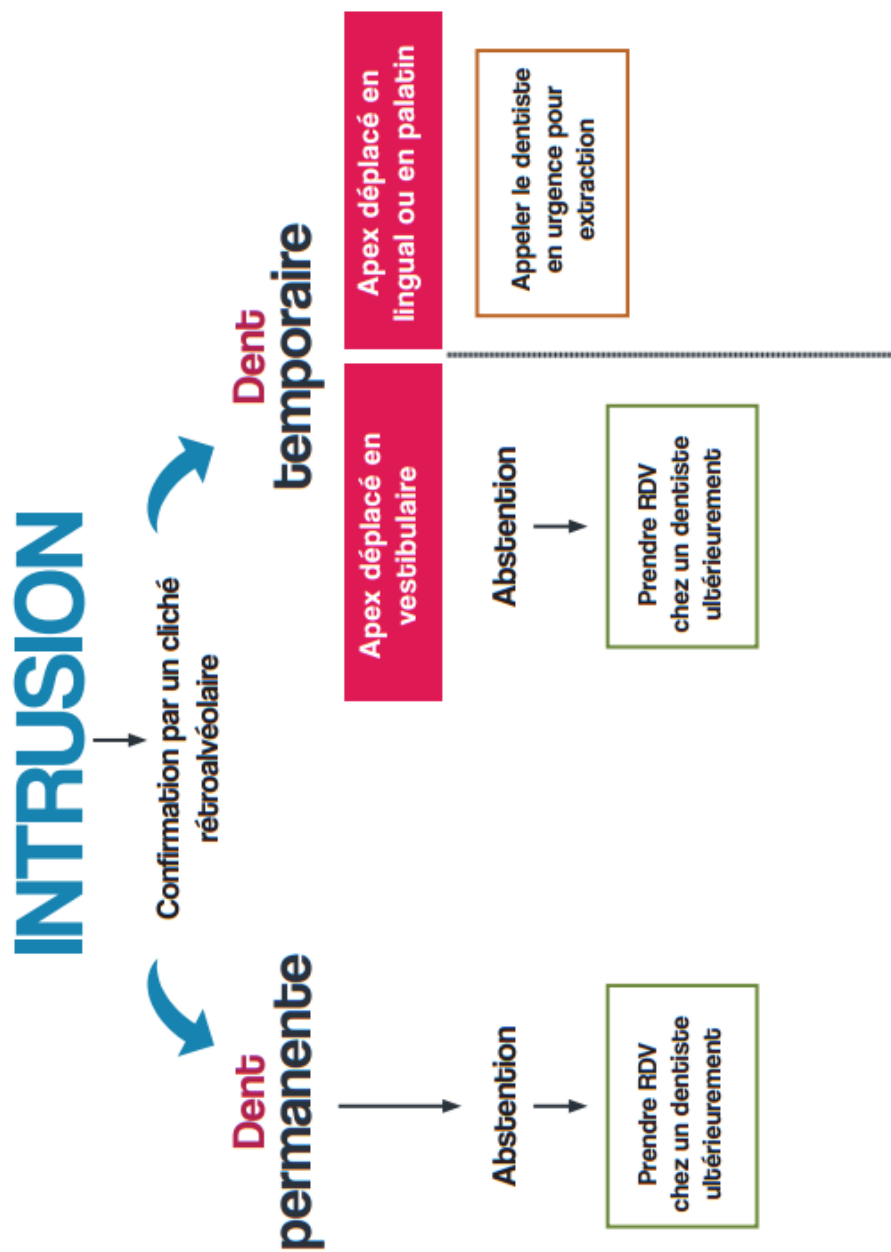 INTRUSION
Confirmation par un cliché
rétroalvéolaire
Dent
permanente
Abstention
Prendre RDV
chez un dentiste
ultérieurement
Dent
temporaire
Apex déplacé en
vestibulaire
Abstention
Prendre RDV
chez un dentiste
ultérieurement
Apex déplacé en
lingual ou en palatin
Appeler le dentiste
en urgence pour
extraction